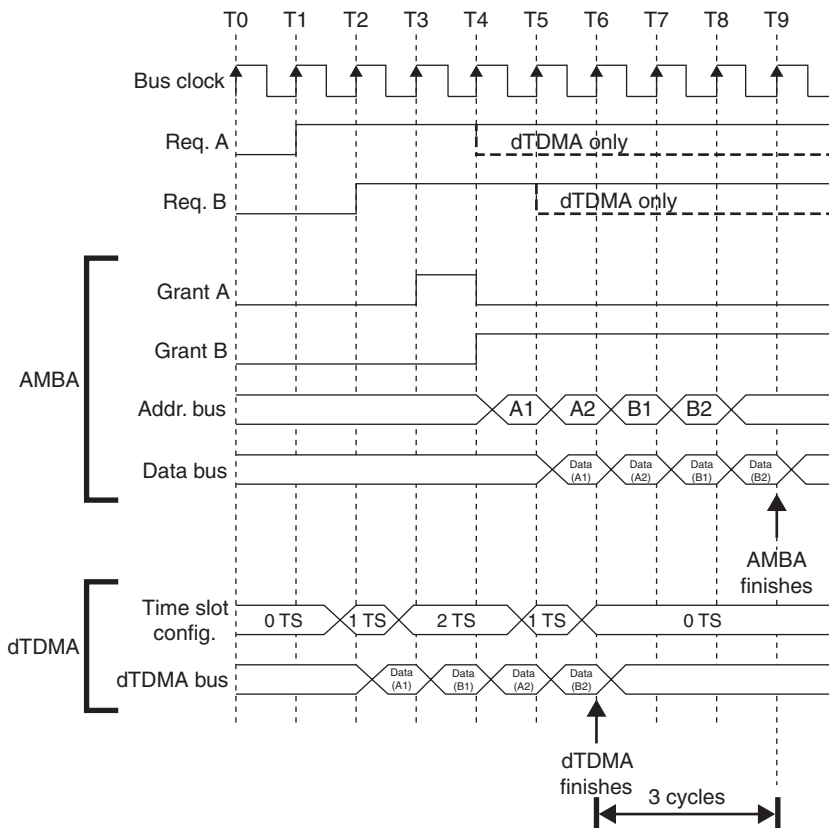 T0 T1 T2 T3 T4 T5 T6 T7 T8 T9
Bus clock
Req. A
dTDMA only
Req. B
dTDMA only
AMBA
Grant A
Grant B
Addr. bus
A1 A2 B1 B2
Data bus
Data (A1) Data (A2) Data (B1) Data (B2)
AMBA
finishes
dTDMA
Time slot
config.
0 TS 1 TS 2 TS 1 TS 0 TS
dTDMA bus
Data (A1) Data (B1) Data (A2) Data (B2)
dTDMA
finishes
3 cycles